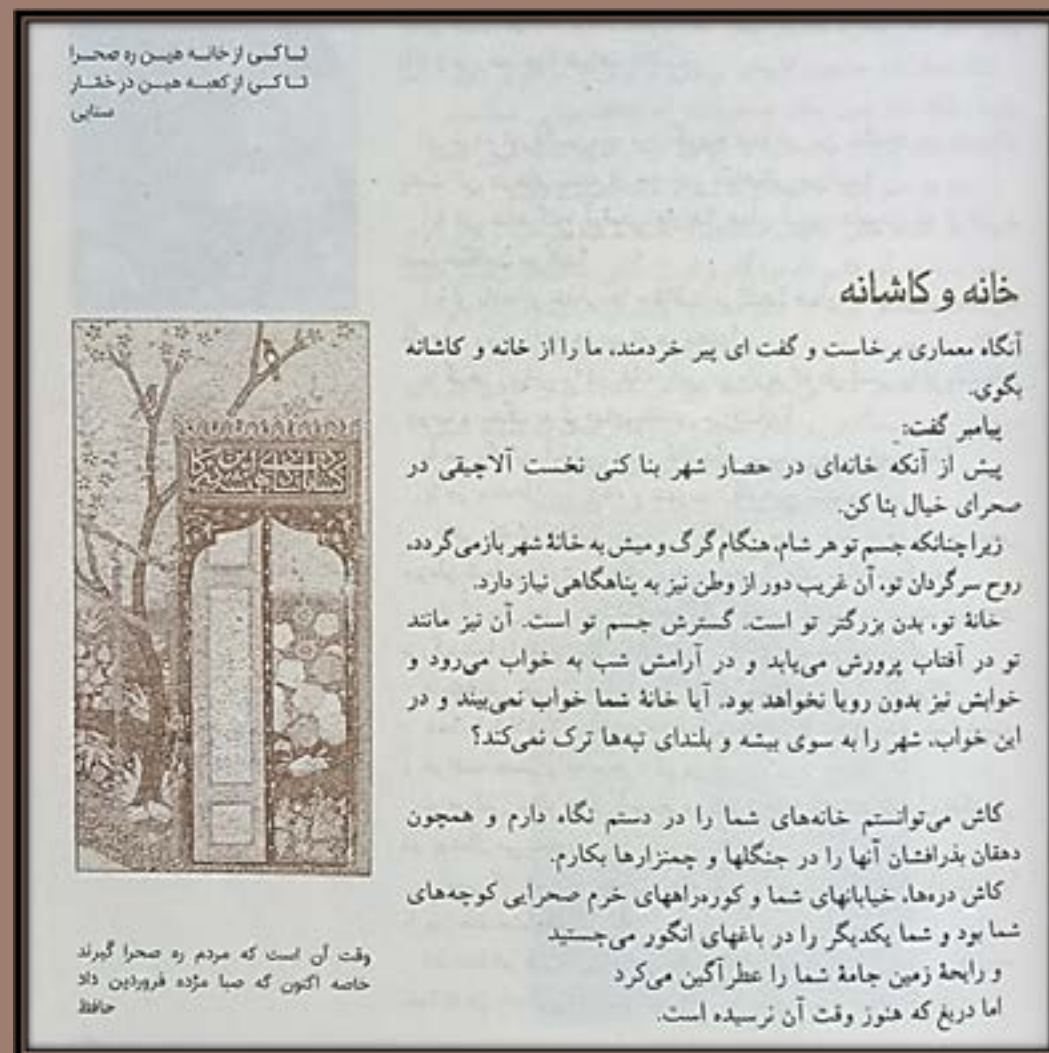 تا کی از خانه هین ره صحرا
تا کی از کعبه هین در خمّار
سنایی
خانه و کاشانه
آنگاه معماری برخاست و گفت ای پیر خردمند، ما را از خانه و کاشانه
بگوی.
پیامبر گفت:
پیش از آنکه خانه‌ای در حصار شهر بنا کنی نخست آلاچیقی در
صحرای خیال بنا کن.
زیرا چنانکه جسم تو هر شام، هنگام گرگ و میش به خانهٔ شهر بازمی‌گردد،
روح سرگردان تو، آن غریب دور از وطن نیز به پناهگاهی نیاز دارد.
خانهٔ تو، بدن بزرگتر تو است. گسترش جسم تو است. آن نیز مانند
تو در آفتاب پرورش می‌یابد و در آرامش شب به خواب می‌رود و
خوابش نیز بدون رویا نخواهد بود. آیا خانهٔ شما خواب نمی‌بیند و در
این خواب، شهر را به سوی بیشه و بلندای تپه‌ها ترک نمی‌کند؟
کاش می‌توانستم خانه‌های شما را در دستم نگاه دارم و همچون
دهقان بذرافشان آنها را در جنگلها و چمنزارها بکارم.
کاش دره‌ها، خیابانهای شما و کوره‌راههای خرم صحرایی کوچه‌های
شما بود و شما یکدیگر را در باغهای انگور می‌جستید
و رایحهٔ زمین جامهٔ شما را عطرآگین می‌کرد
اما دریغ که هنوز وقت آن نرسیده است.
وقت آن است که مردم ره صحرا گیرند
خاصه اکنون که صبا مژده فروردین داد
حافظ